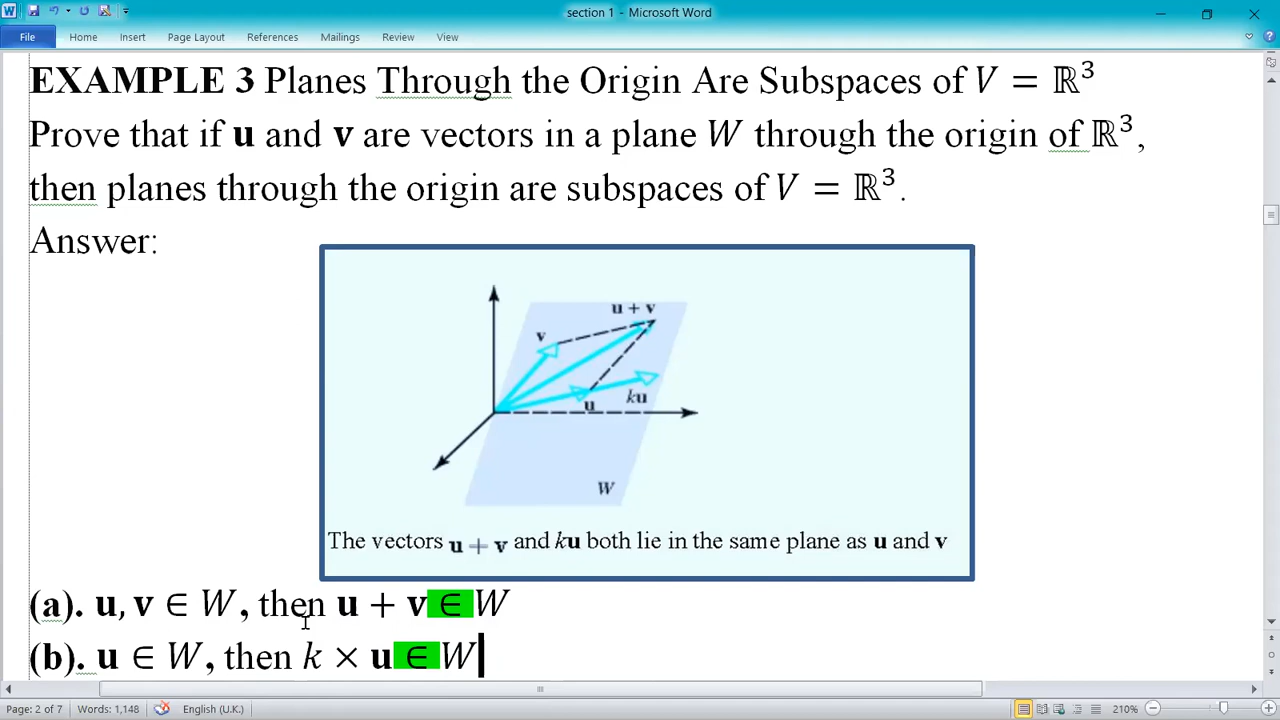 section 1 - Microsoft Word
File Home Insert Page Layout References Mailings Review View
EXAMPLE 3 Planes Through the Origin Are Subspaces of V = ℝ³
Prove that if u and v are vectors in a plane W through the origin of ℝ³,
then planes through the origin are subspaces of V = ℝ³.
Answer:
u + v
v
u
ku
W
The vectors u + v and ku both lie in the same plane as u and v
(a). u, v ∈ W, then u + v ∈ W
(b). u ∈ W, then k × u ∈ W
Page: 2 of 7 Words: 1,148 English (U.K.) 210%